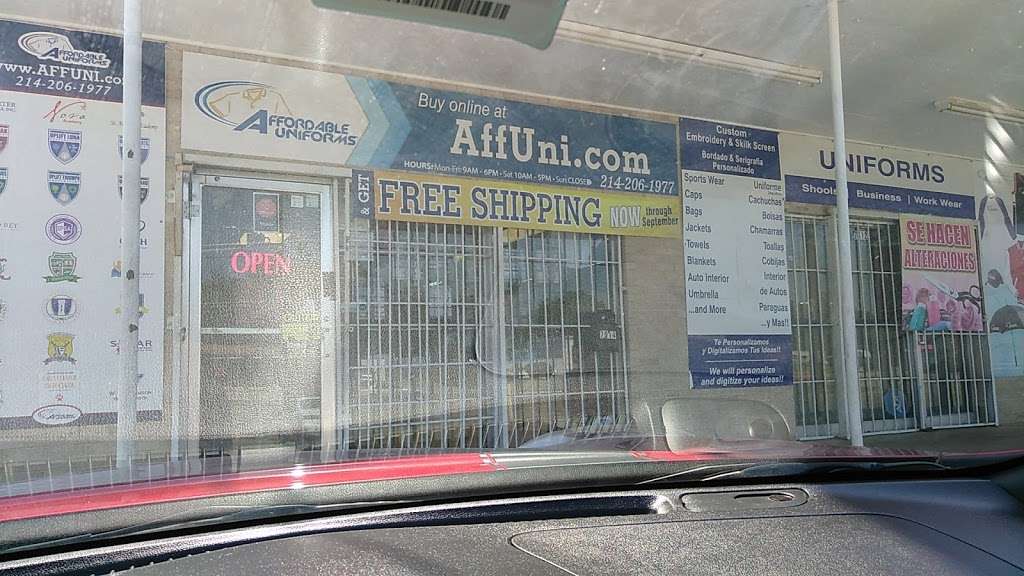 AFFORDABLE
UNIFORMS
www.AFFUNI.co
214-206-1977
OPEN
AFFORDABLE
UNIFORMS
Buy online at
AffUni.com
HOURS: Mon-Fri 9AM - 6PM - Sat 10AM - 5PM - Sun CLOSED
214-206-1977
& GET
FREE SHIPPING
NOW
through
September
Custom
Embroidery & Skilk Screen
Bordado & Serigrafia
Personalizado
Sports Wear
Caps
Bags
Jackets
Towels
Blankets
Auto Interior
Umbrella
...and More
Uniforme
Cachuchas
Bolsas
Chamarras
Toallas
Cobijas
Interior
de Autos
Paraguas
...y Mas!!
Te Personalizamos
y Digitalizamos Tus Ideas!!
We will personalize
and digitize your ideas!!
UNIFORMS
Shools
Business | Work Wear
SE HACEN
ALTERACIONES